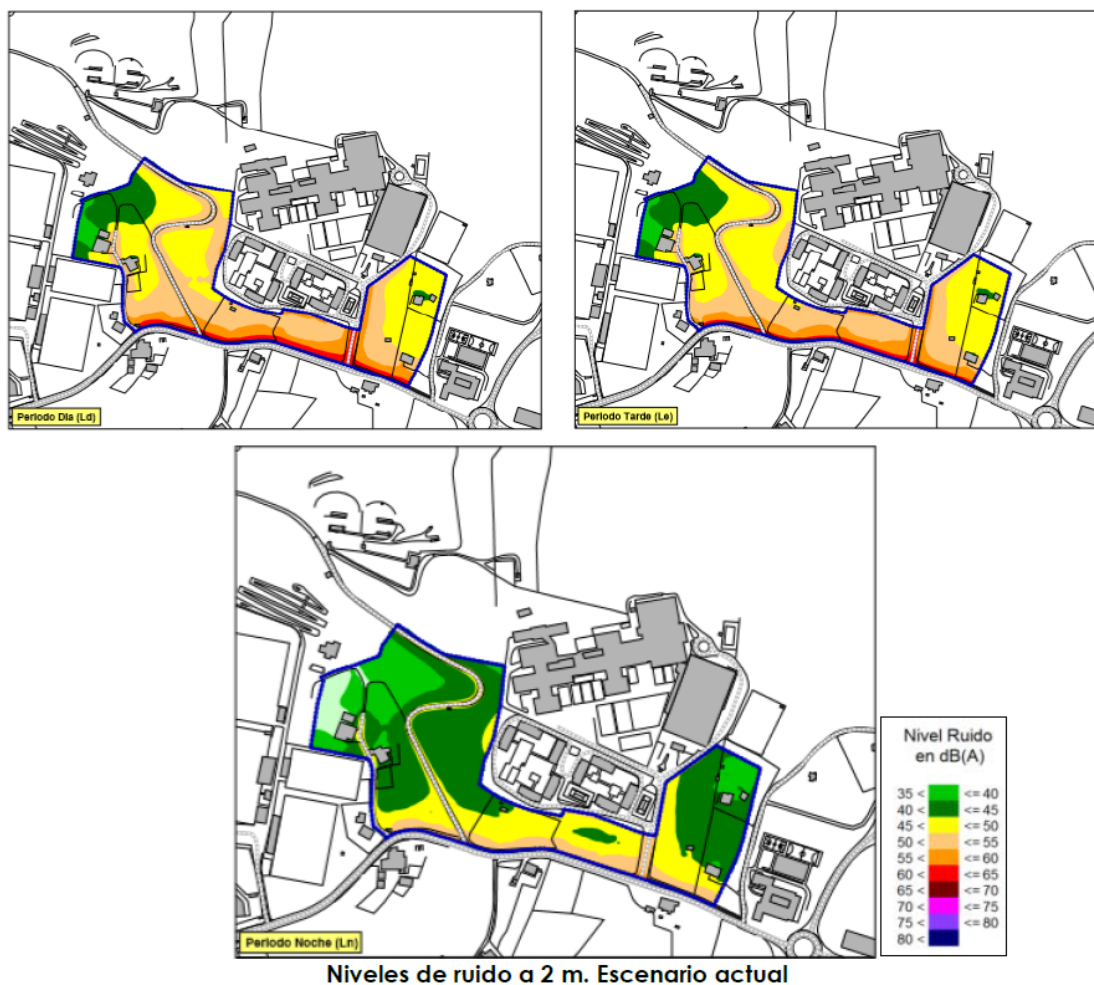 Periodo Dia (Ld)
Periodo Tarde (Le)
Periodo Noche (Ln)
Nivel Ruido
en dB(A)
35 < <= 40
40 < <= 45
45 < <= 50
50 < <= 55
55 < <= 60
60 < <= 65
65 < <= 70
70 < <= 75
75 < <= 80
80 <
Niveles de ruido a 2 m. Escenario actual